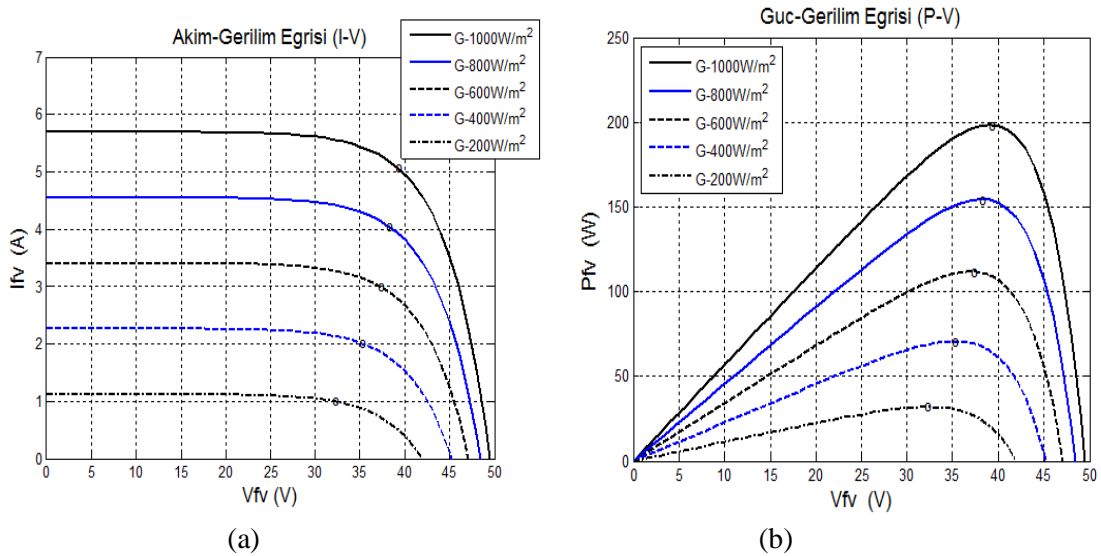 Akim-Gerilim Egrisi (I-V)
G-1000W/m²
G-800W/m²
G-600W/m²
G-400W/m²
G-200W/m²
7
6
5
4
3
2
1
0
Ifv (A)
0 5 10 15 20 25 30 35 40 45 50
Vfv (V)
(a)
Guc-Gerilim Egrisi (P-V)
G-1000W/m²
G-800W/m²
G-600W/m²
G-400W/m²
G-200W/m²
250
200
150
100
50
0
Pfv (W)
0 5 10 15 20 25 30 35 40 45 50
Vfv (V)
(b)